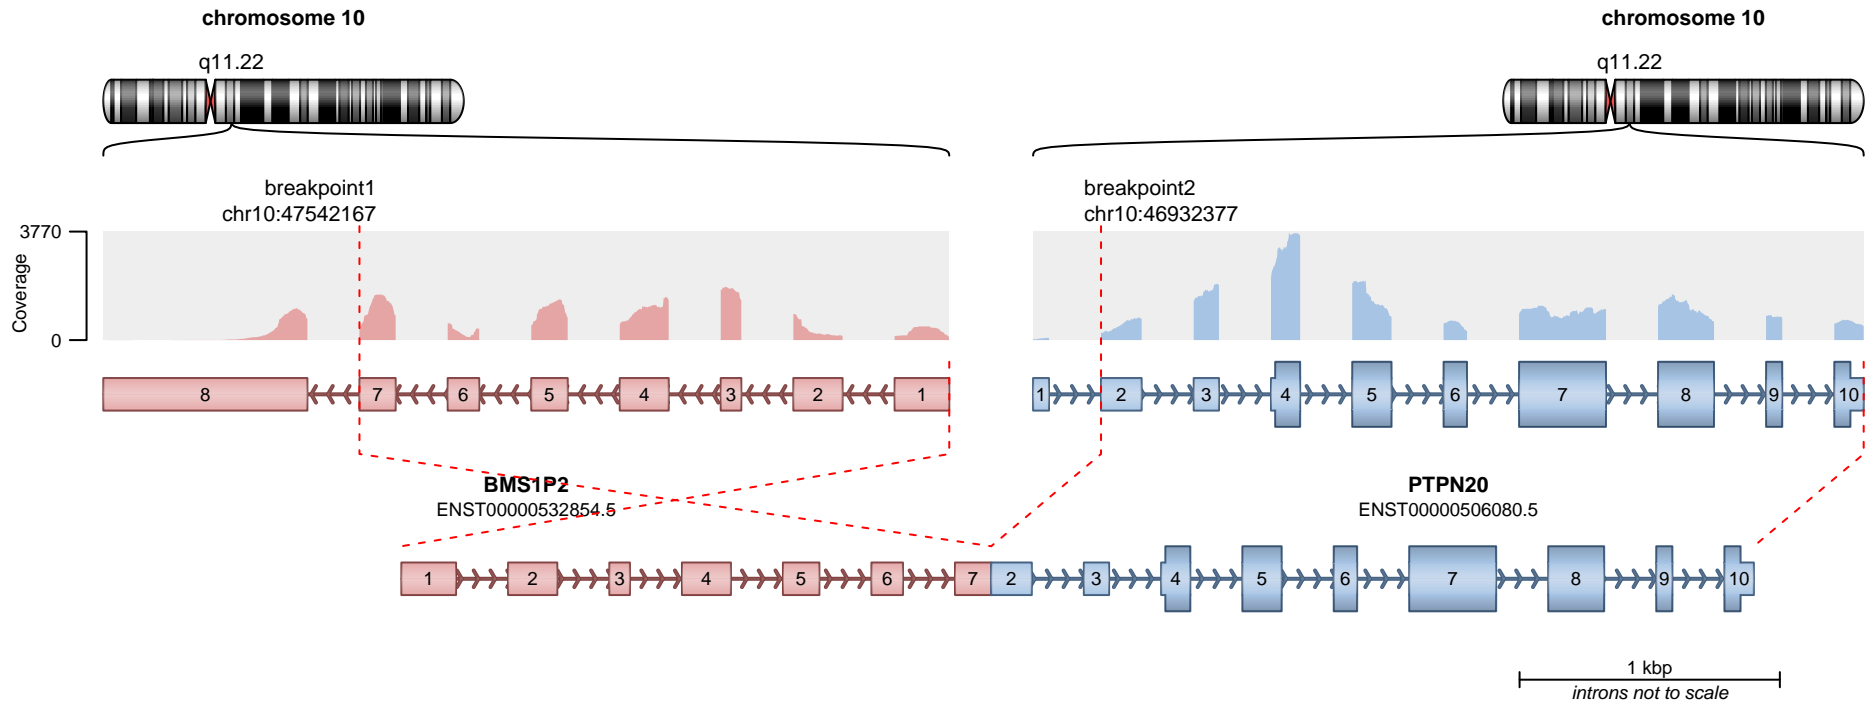 chromosome 10
chromosome 10
q11.22
q11.22
breakpoint1
chr10:47542167
breakpoint2
chr10:46932377
3770
Coverage
0
8 7 6 5 4 3 2 1
1 2 3 4 5 6 7 8 9 10
BMS1P2
ENST00000532854.5
PTPN20
ENST00000506080.5
1 2 3 4 5 6 7 2 3 4 5 6 7 8 9 10
1 kbp
introns not to scale